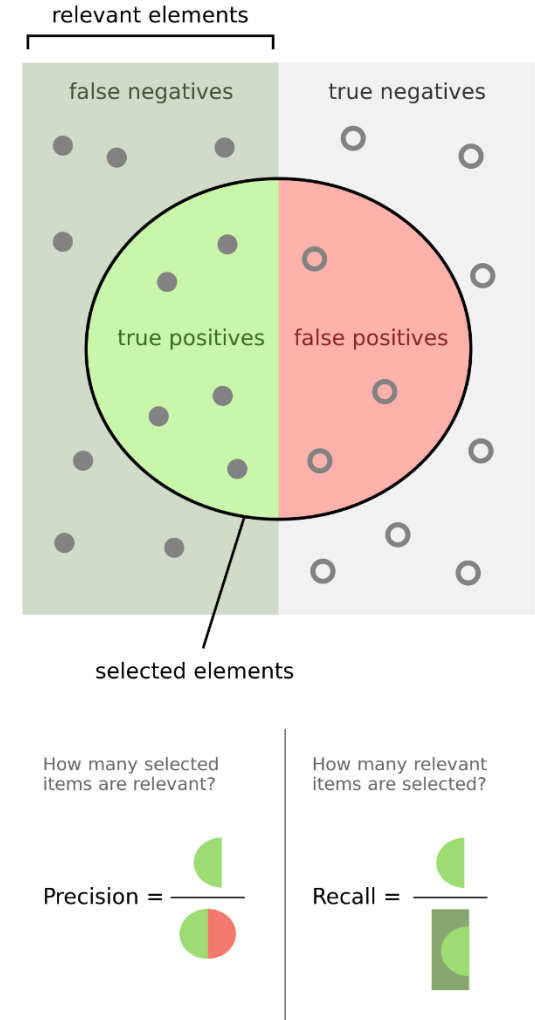 relevant elements
false negatives
true negatives
true positives
false positives
selected elements
How many selected
items are relevant?
How many relevant
items are selected?
Precision =
Recall =